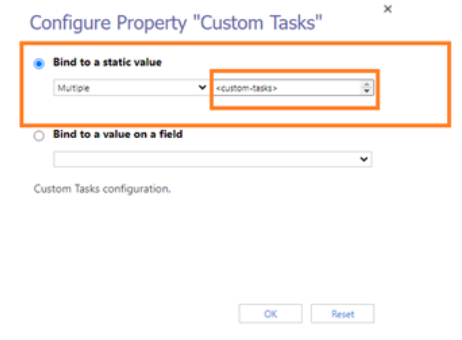 Configure Property "Custom Tasks"
Bind to a static value
Multiple
<custom-tasks>
Bind to a value on a field
Custom Tasks configuration.
OK
Reset